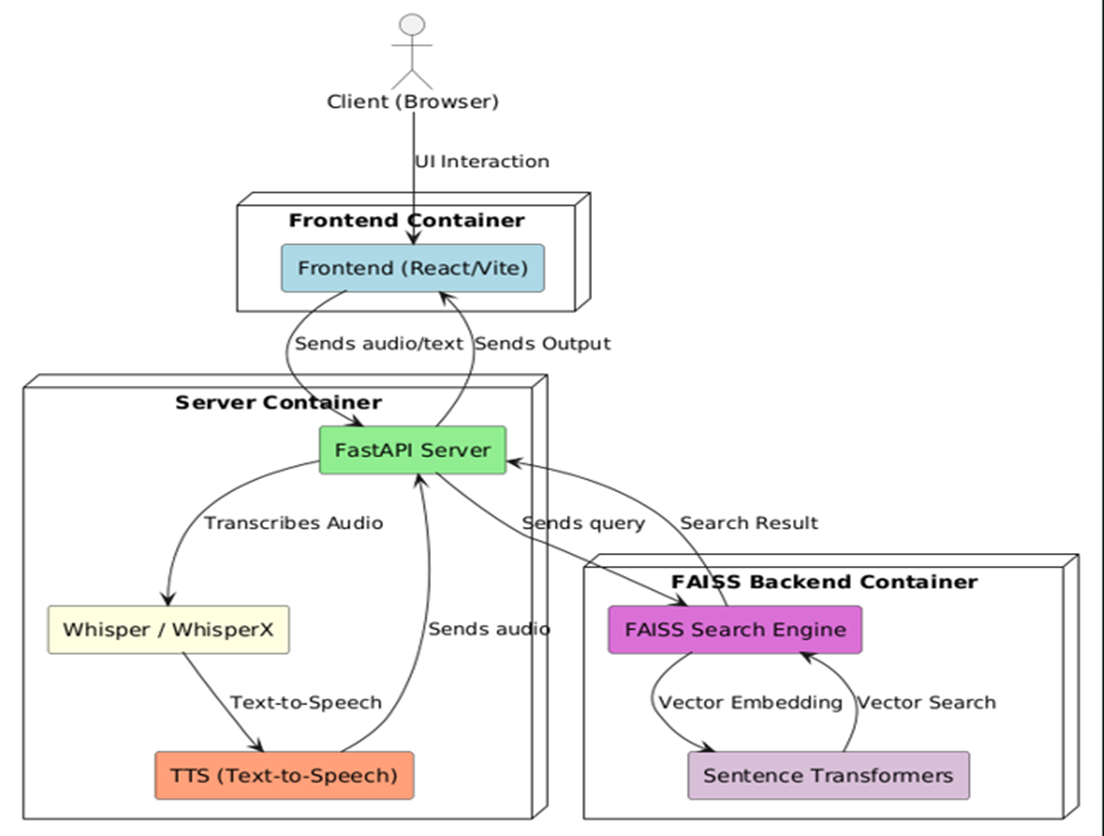 Client (Browser)
UI Interaction
Frontend Container
Frontend (React/Vite)
Sends audio/text
Sends Output
Server Container
FastAPI Server
Transcribes Audio
Sends query
Search Result
FAISS Backend Container
Whisper / WhisperX
Sends audio
FAISS Search Engine
Text-to-Speech
Vector Embedding
Vector Search
TTS (Text-to-Speech)
Sentence Transformers